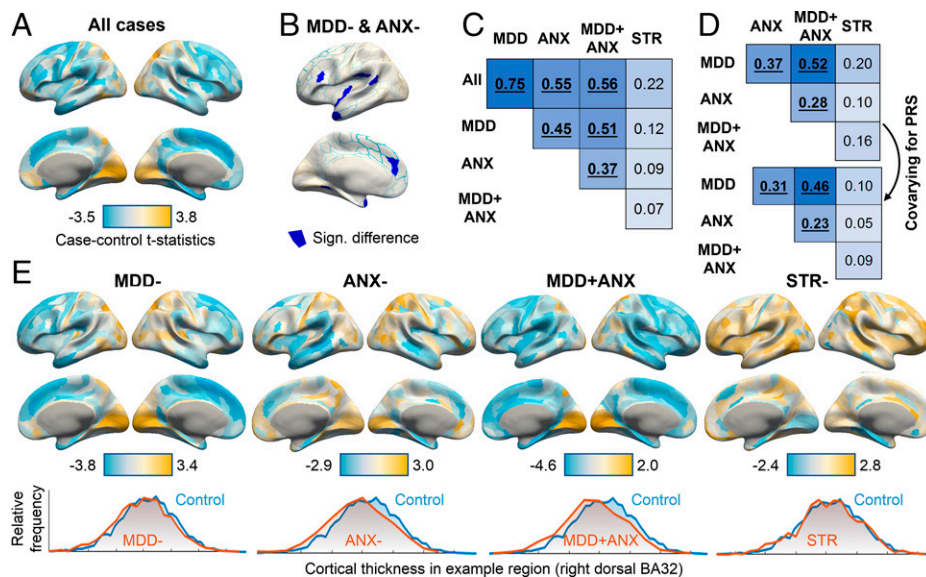 A
All cases
-3.5 3.8
Case-control t-statistics
B
MDD- & ANX-
Sign. difference
C
MDD ANX MDD+ANX STR
All 0.75 0.55 0.56 0.22
MDD 0.45 0.51 0.12
ANX 0.37 0.09
MDD+ANX 0.07
D
ANX MDD+ANX STR
MDD 0.37 0.52 0.20
ANX 0.28 0.10
MDD+ANX 0.16
Covarying for PRS
MDD 0.31 0.46 0.10
ANX 0.23 0.05
MDD+ANX 0.09
E
MDD- ANX- MDD+ANX STR-
-3.8 3.4 -2.9 3.0 -4.6 2.0 -2.4 2.8
Relative
frequency
Control Control Control Control
MDD- ANX- MDD+ANX STR
Cortical thickness in example region (right dorsal BA32)